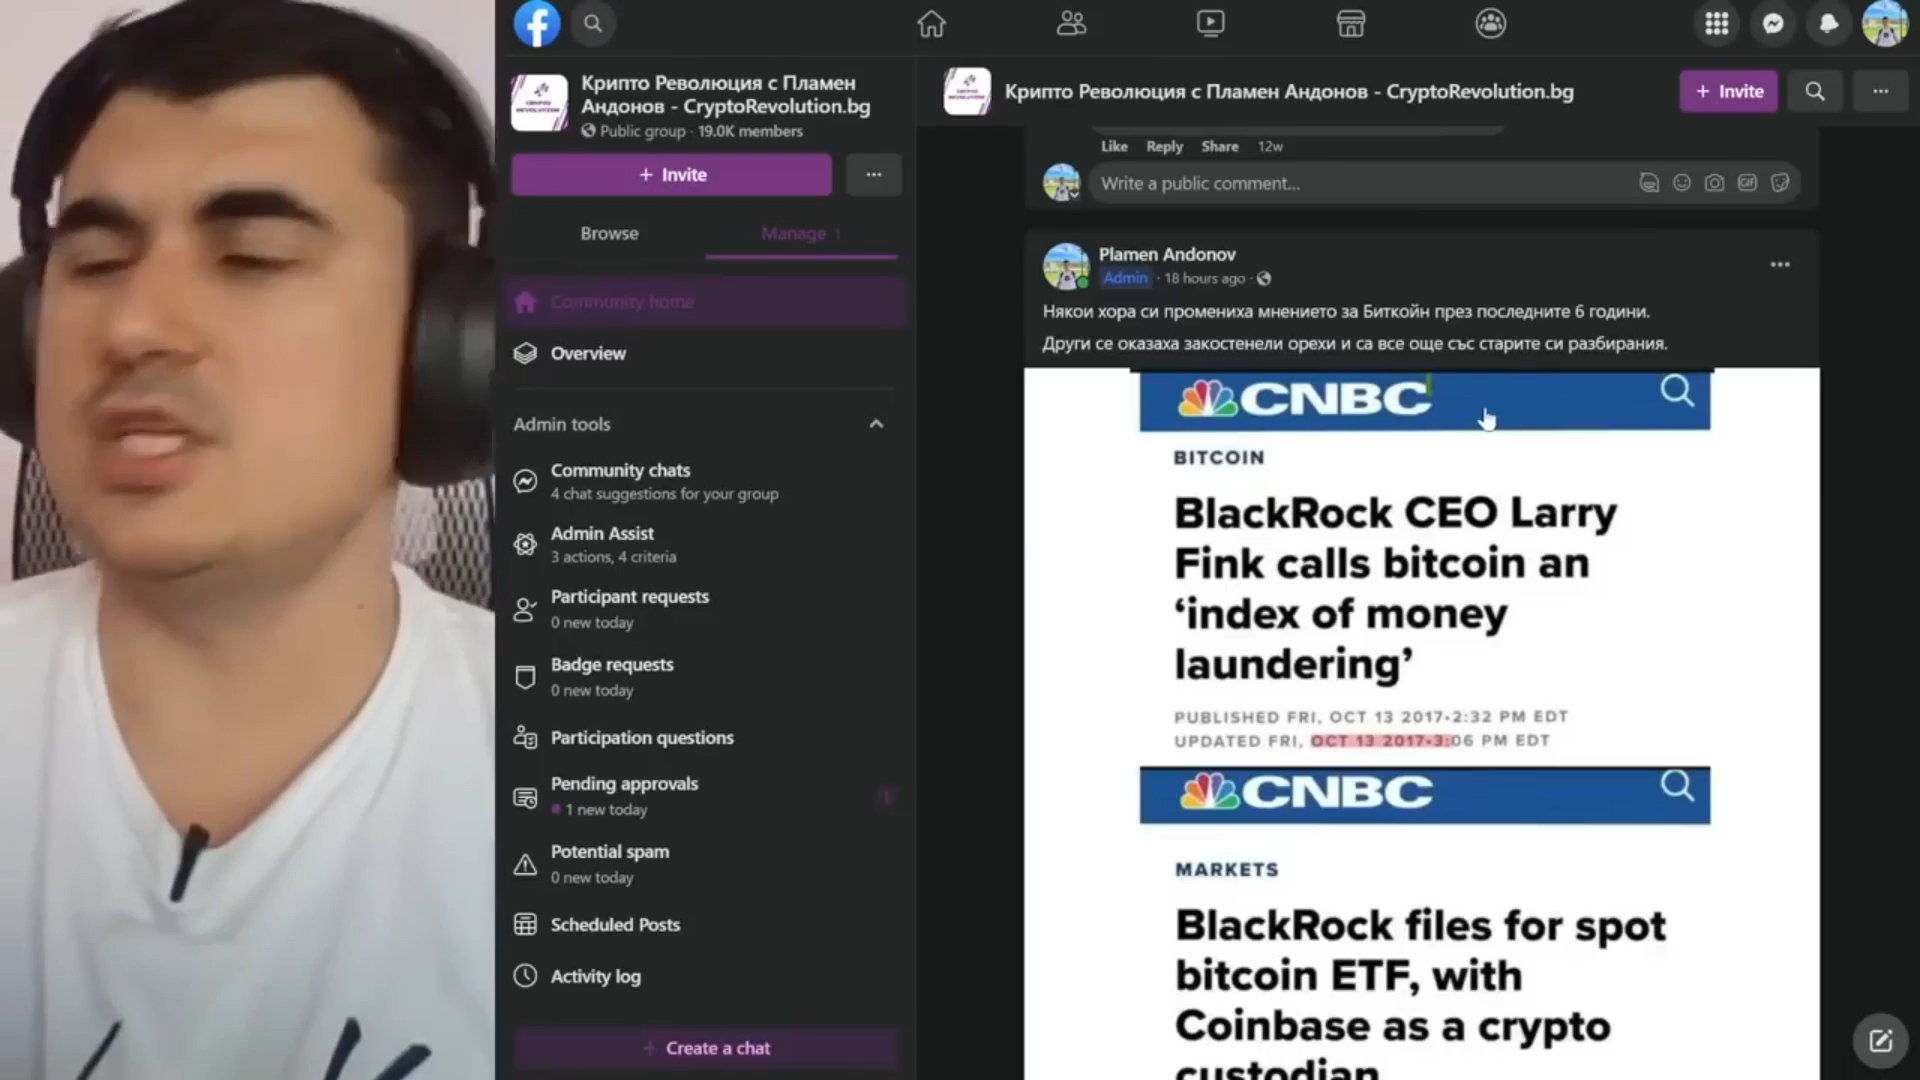 Крипто Революция с Пламен
Андонов - CryptoRevolution.bg
Public group · 19.0K members
+ Invite
Browse
Manage 1
Community home
Overview
Admin tools
Community chats
4 chat suggestions for your group
Admin Assist
3 actions, 4 criteria
Participant requests
0 new today
Badge requests
0 new today
Participation questions
Pending approvals
1 new today
1
Potential spam
0 new today
Scheduled Posts
Activity log
+ Create a chat
Крипто Революция с Пламен Андонов - CryptoRevolution.bg
+ Invite
Like Reply Share 12w
Write a public comment...
GIF
Plamen Andonov
Admin · 18 hours ago ·
Някои хора си промениха мнението за Биткойн през последните 6 години.
Други се оказаха закостенели орехи и са все още със старите си разбирания.
CNBC
BITCOIN
BlackRock CEO Larry
Fink calls bitcoin an
‘index of money
laundering’
PUBLISHED FRI, OCT 13 2017•2:32 PM EDT
UPDATED FRI, OCT 13 2017•3:06 PM EDT
CNBC
MARKETS
BlackRock files for spot
bitcoin ETF, with
Coinbase as a crypto
custodian